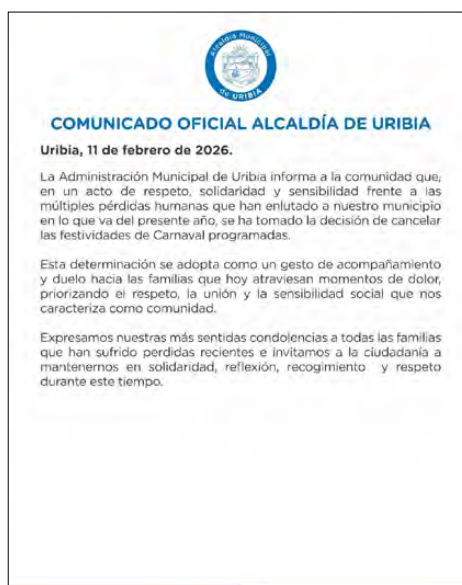 Alcaldía Municipal
de URIBIA
COMUNICADO OFICIAL ALCALDÍA DE URIBIA
Uribia, 11 de febrero de 2026.
La Administración Municipal de Uribia informa a la comunidad que,
en un acto de respeto, solidaridad y sensibilidad frente a las
múltiples pérdidas humanas que han enlutado a nuestro municipio
en lo que va del presente año, se ha tomado la decisión de cancelar
las festividades de Carnaval programadas.
Esta determinación se adopta como un gesto de acompañamiento
y duelo hacia las familias que hoy atraviesan momentos de dolor,
priorizando el respeto, la unión y la sensibilidad social que nos
caracteriza como comunidad.
Expresamos nuestras más sentidas condolencias a todas las familias
que han sufrido perdidas recientes e invitamos a la ciudadanía a
mantenernos en solidaridad, reflexión, recogimiento y respeto
durante este tiempo.